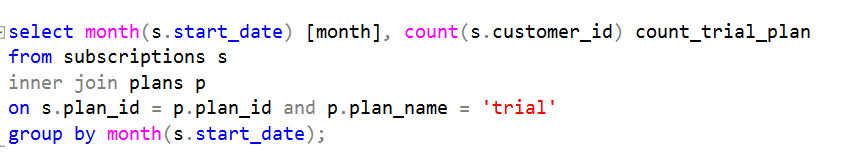 select month(s.start_date) [month], count(s.customer_id) count_trial_plan
from subscriptions s
inner join plans p
on s.plan_id = p.plan_id and p.plan_name = 'trial'
group by month(s.start_date);